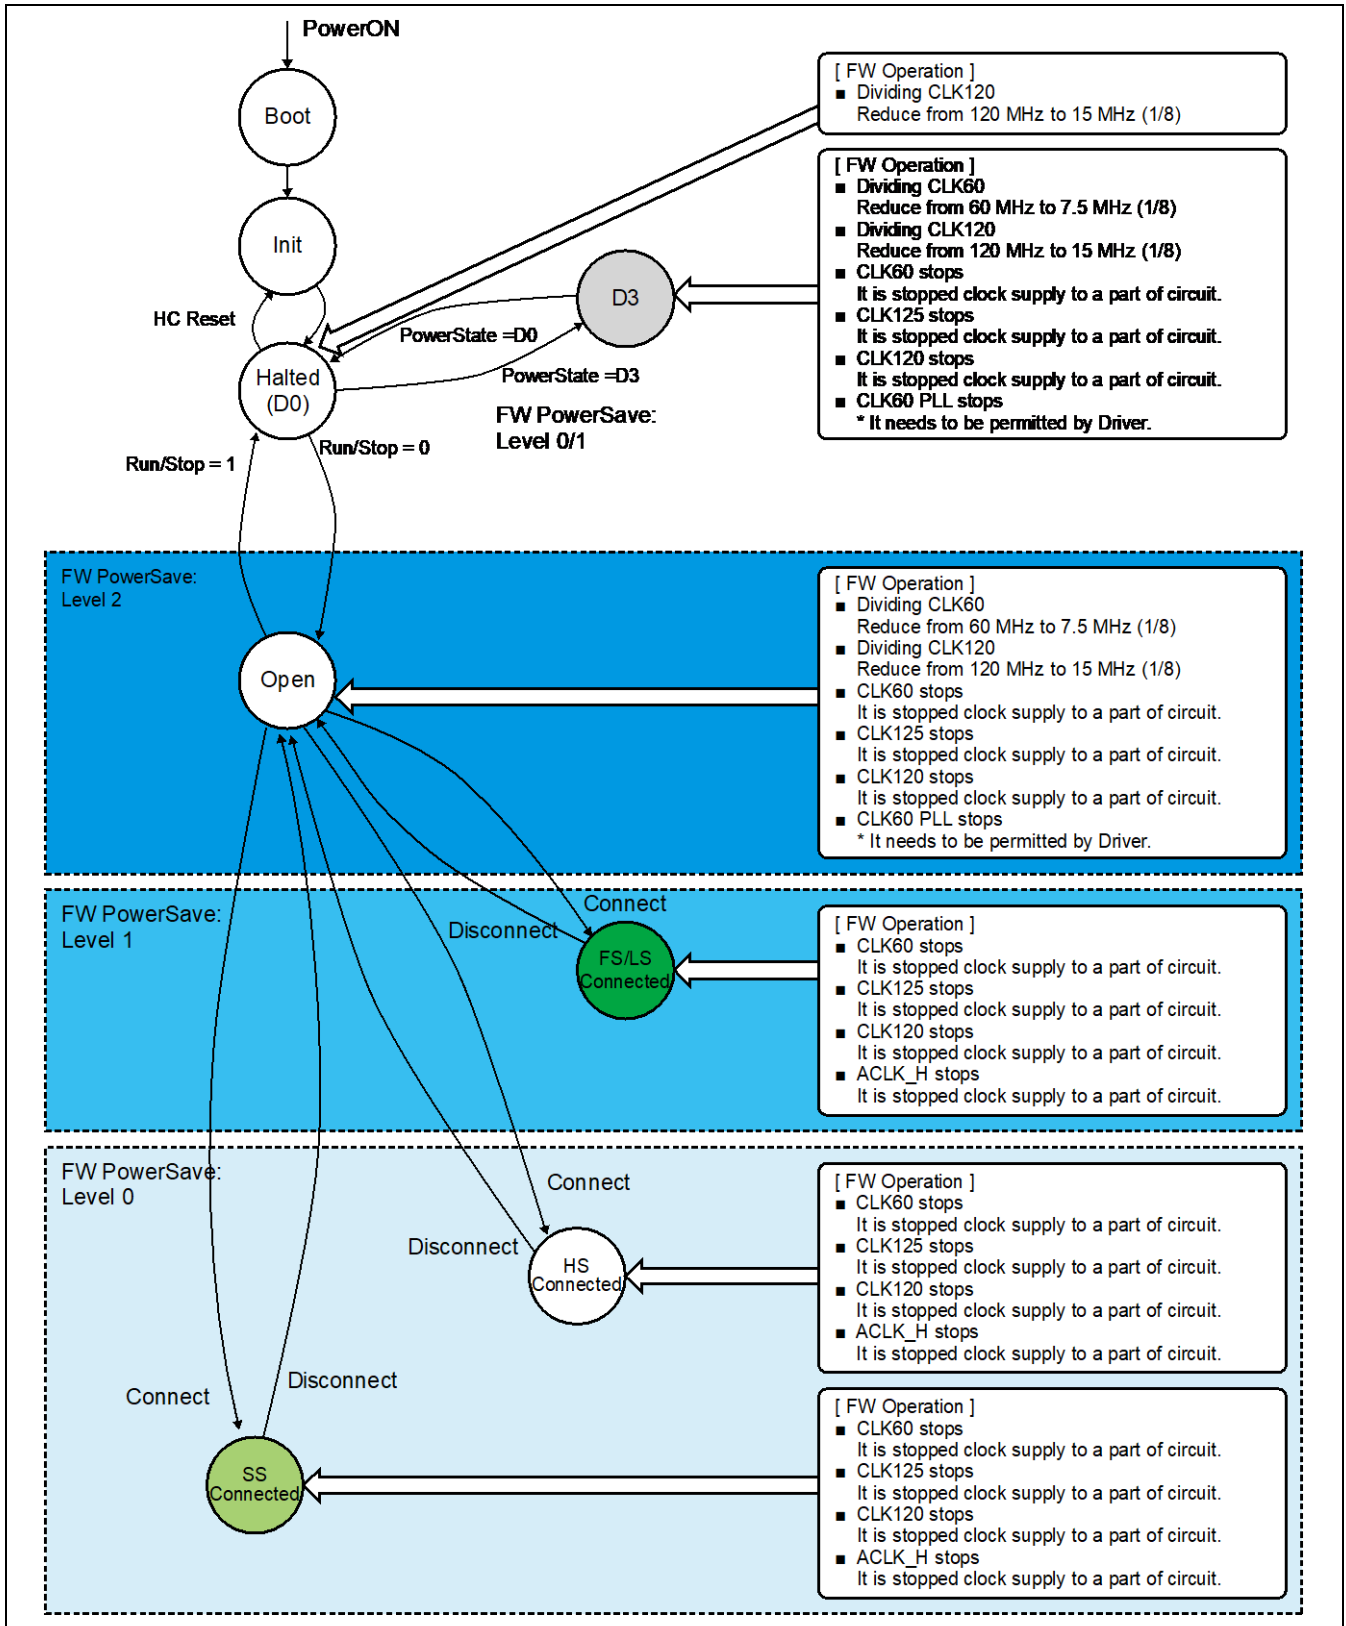 PowerON
Boot
Init
HC Reset
Halted
(D0)
D3
PowerState =D0
PowerState =D3
FW PowerSave:
Level 0/1
Run/Stop = 1
Run/Stop = 0
[ FW Operation ]
■ Dividing CLK120
Reduce from 120 MHz to 15 MHz (1/8)
[ FW Operation ]
■ Dividing CLK60
Reduce from 60 MHz to 7.5 MHz (1/8)
■ Dividing CLK120
Reduce from 120 MHz to 15 MHz (1/8)
■ CLK60 stops
It is stopped clock supply to a part of circuit.
■ CLK125 stops
It is stopped clock supply to a part of circuit.
■ CLK120 stops
It is stopped clock supply to a part of circuit.
■ CLK60 PLL stops
* It needs to be permitted by Driver.
FW PowerSave:
Level 2
Open
[ FW Operation ]
■ Dividing CLK60
Reduce from 60 MHz to 7.5 MHz (1/8)
■ Dividing CLK120
Reduce from 120 MHz to 15 MHz (1/8)
■ CLK60 stops
It is stopped clock supply to a part of circuit.
■ CLK125 stops
It is stopped clock supply to a part of circuit.
■ CLK120 stops
It is stopped clock supply to a part of circuit.
■ CLK60 PLL stops
* It needs to be permitted by Driver.
FW PowerSave:
Level 1
Connect
Disconnect
FS/LS
Connected
[ FW Operation ]
■ CLK60 stops
It is stopped clock supply to a part of circuit.
■ CLK125 stops
It is stopped clock supply to a part of circuit.
■ CLK120 stops
It is stopped clock supply to a part of circuit.
■ ACLK_H stops
It is stopped clock supply to a part of circuit.
FW PowerSave:
Level 0
Connect
Disconnect
HS
Connected
[ FW Operation ]
■ CLK60 stops
It is stopped clock supply to a part of circuit.
■ CLK125 stops
It is stopped clock supply to a part of circuit.
■ CLK120 stops
It is stopped clock supply to a part of circuit.
■ ACLK_H stops
It is stopped clock supply to a part of circuit.
Connect
Disconnect
SS
Connected
[ FW Operation ]
■ CLK60 stops
It is stopped clock supply to a part of circuit.
■ CLK125 stops
It is stopped clock supply to a part of circuit.
■ CLK120 stops
It is stopped clock supply to a part of circuit.
■ ACLK_H stops
It is stopped clock supply to a part of circuit.